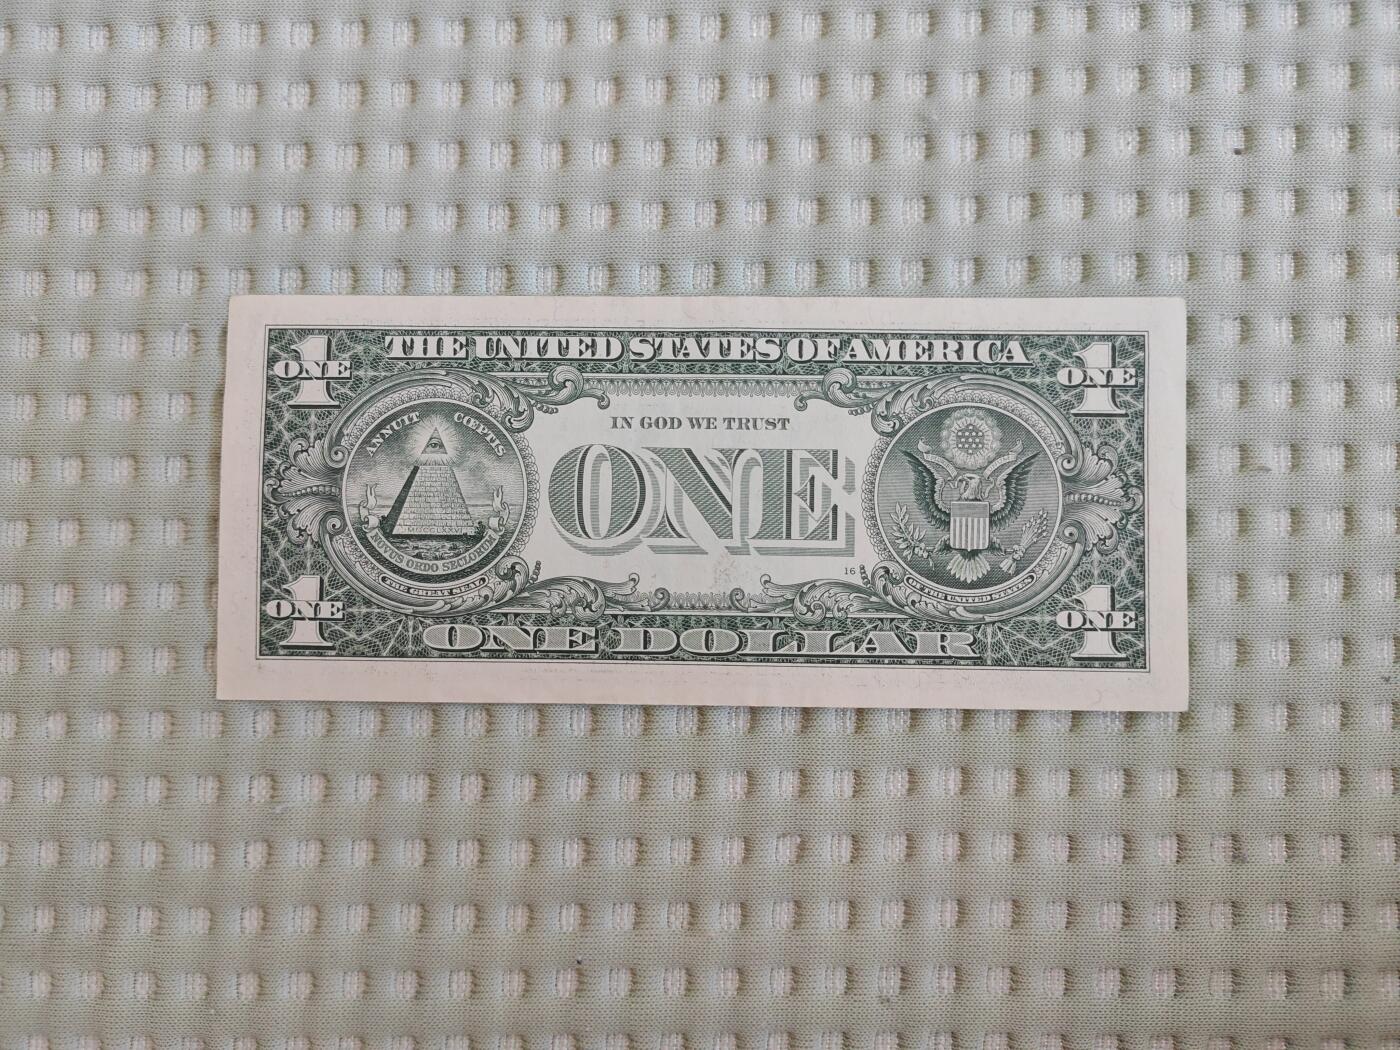 THE UNITED STATES OF AMERICA
1
ONE
1
ONE
ANNUIT CŒPTIS
IN GOD WE TRUST
ONE
MDCCLXXVI
NOVUS ORDO SECLORUM
THE GREAT SEAL
16
OF THE UNITED STATES
1
ONE
1
ONE
ONE DOLLAR